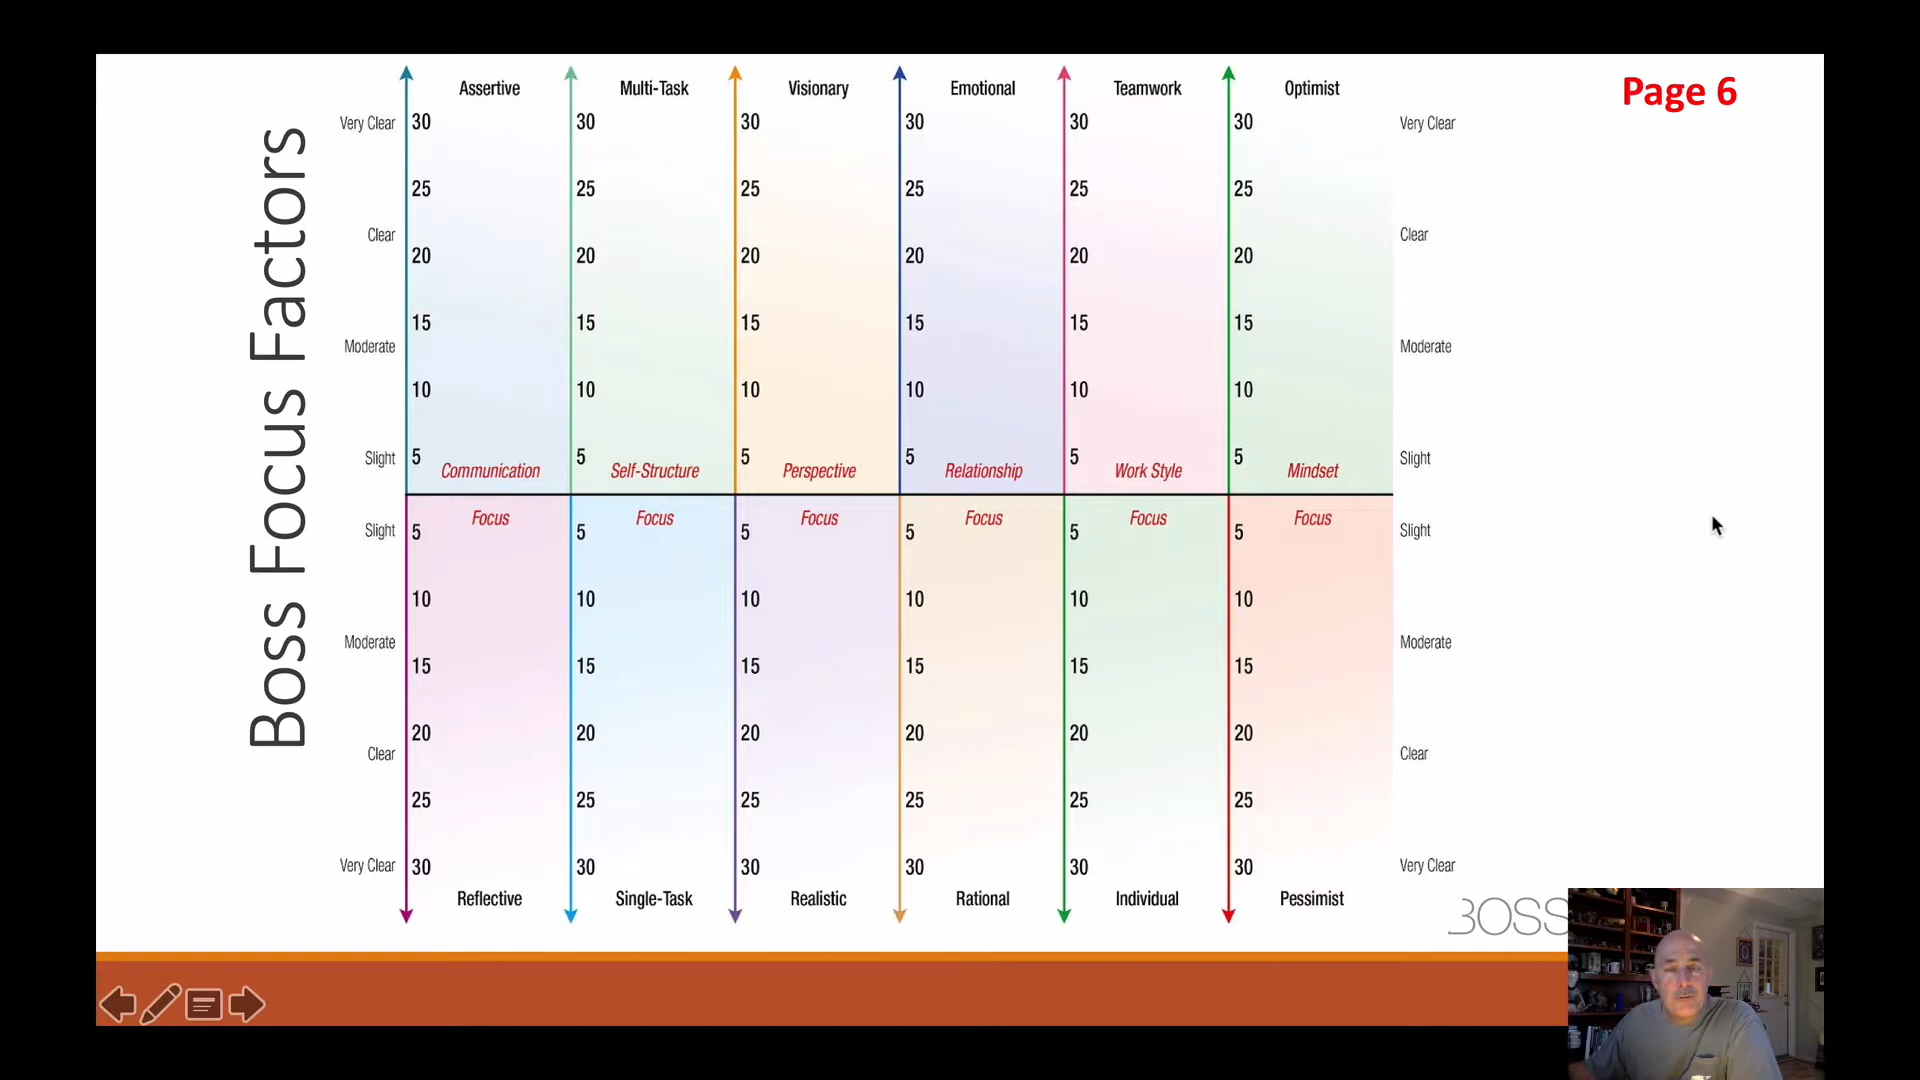 Page 6
Boss Focus Factors
Assertive Multi-Task Visionary Emotional Teamwork Optimist
Very Clear 30 30 30 30 30 30 Very Clear
25 25 25 25 25 25
Clear Clear
20 20 20 20 20 20
15 15 15 15 15 15
Moderate Moderate
10 10 10 10 10 10
Slight 5 5 5 5 5 5 Slight
Communication Self-Structure Perspective Relationship Work Style Mindset
Focus Focus Focus Focus Focus Focus
Slight 5 5 5 5 5 5 Slight
10 10 10 10 10 10
Moderate Moderate
15 15 15 15 15 15
20 20 20 20 20 20
Clear Clear
25 25 25 25 25 25
Very Clear 30 30 30 30 30 30 Very Clear
Reflective Single-Task Realistic Rational Individual Pessimist
BOSS